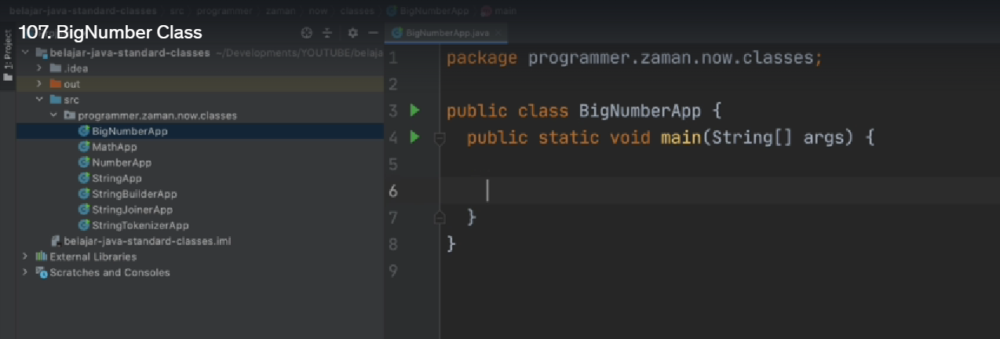 belajar-java-standard-classes src programmer zaman now classes BigNumberApp main
107. BigNumber Class
BigNumberApp.java
1: Project
belajar-java-standard-classes ~/Developments/YOUTUBE/belaja
.idea
out
src
programmer.zaman.now.classes
BigNumberApp
MathApp
NumberApp
StringApp
StringBuilderApp
StringJoinerApp
StringTokenizerApp
belajar-java-standard-classes.iml
External Libraries
Scratches and Consoles
1 package programmer.zaman.now.classes;
2
3 public class BigNumberApp {
4 public static void main(String[] args) {
5
6
7 }
8 }
9